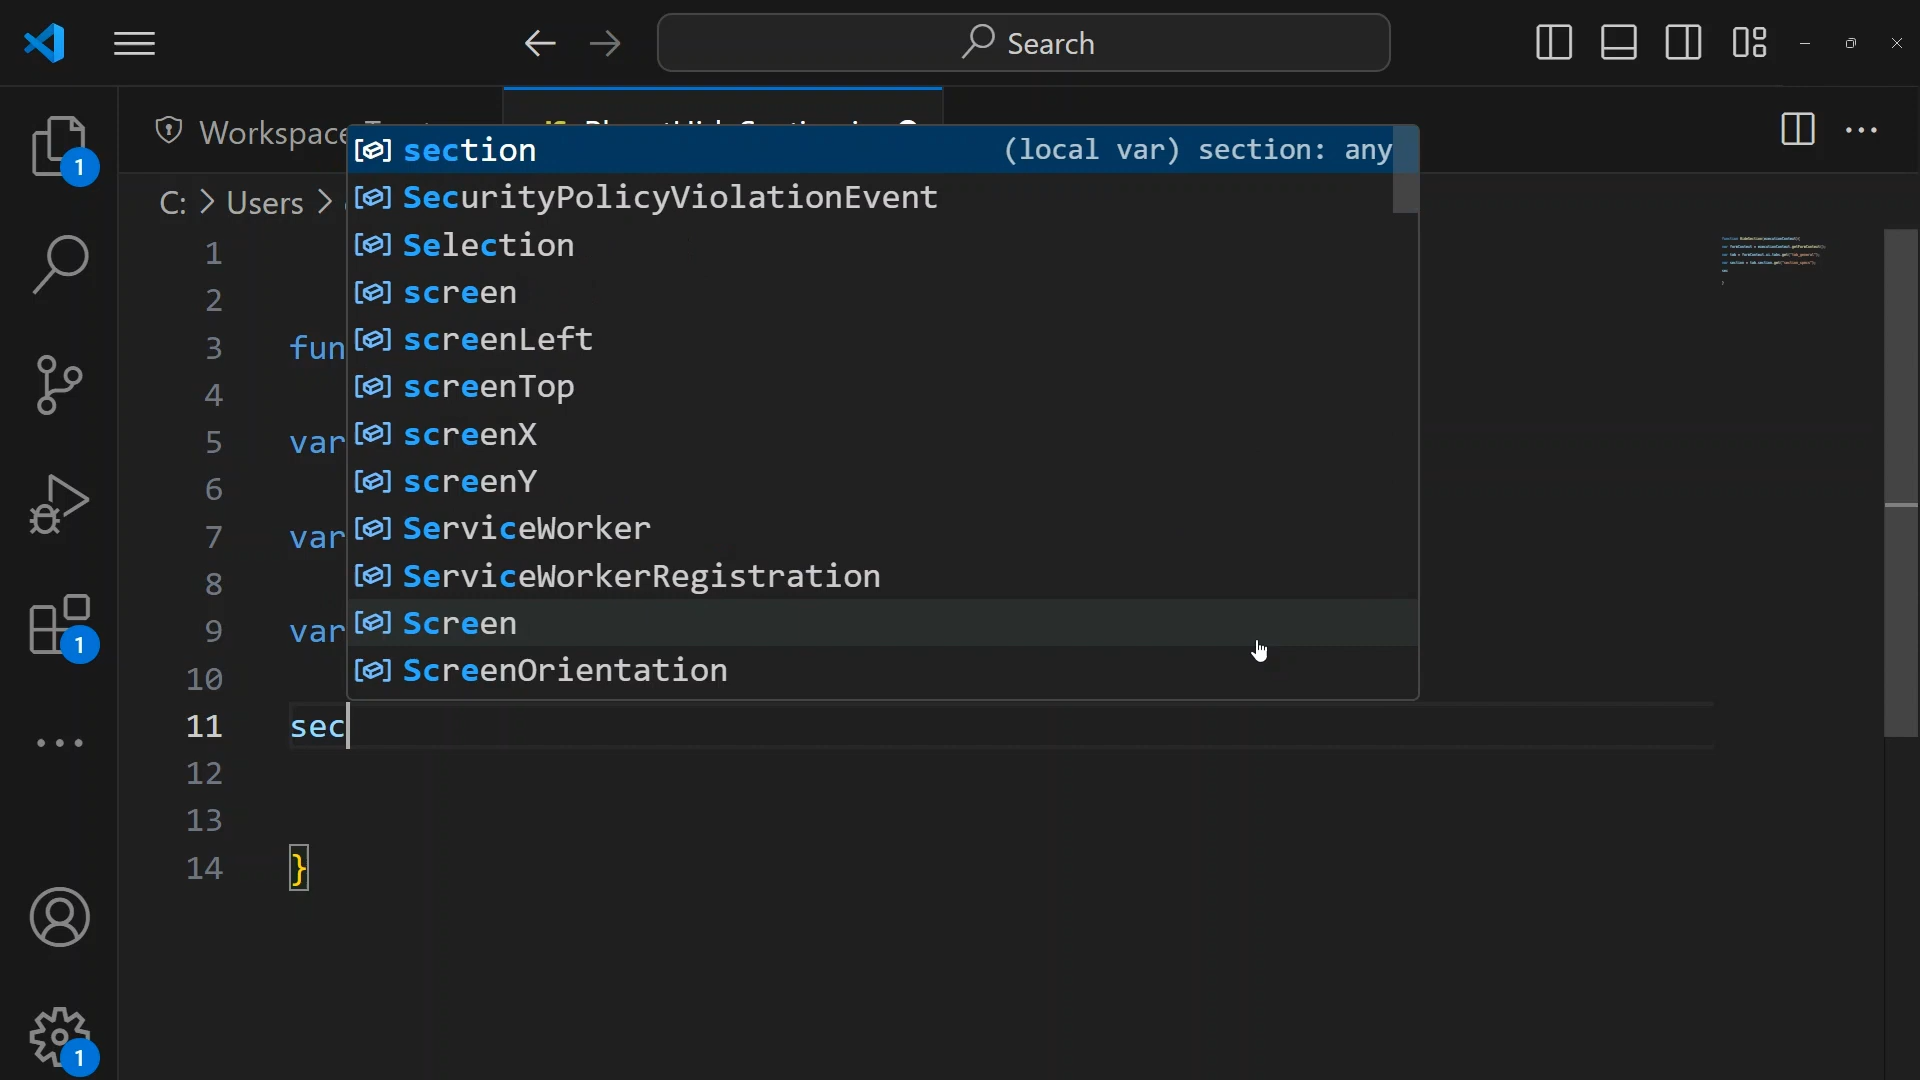 Search
Workspace
C: > Users >
section (local var) section: any
SecurityPolicyViolationEvent
Selection
screen
screenLeft
screenTop
screenX
screenY
ServiceWorker
ServiceWorkerRegistration
Screen
ScreenOrientation
1
1
2
3 fun
4
5 var
6
7 var
8
9 var
10
11 sec
12
13
14 }
1
1